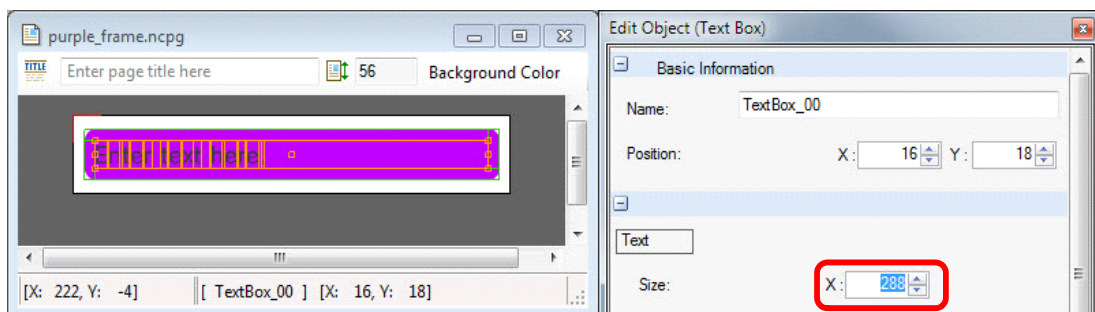 purple_frame.ncpg
TITLE Enter page title here 56 Background Color
Enter text here.
[X: 222, Y: -4] [ TextBox_00 ] [X: 16, Y: 18]
Edit Object (Text Box)
Basic Information
Name: TextBox_00
Position: X : 16 Y : 18
Text
Size: X : 288